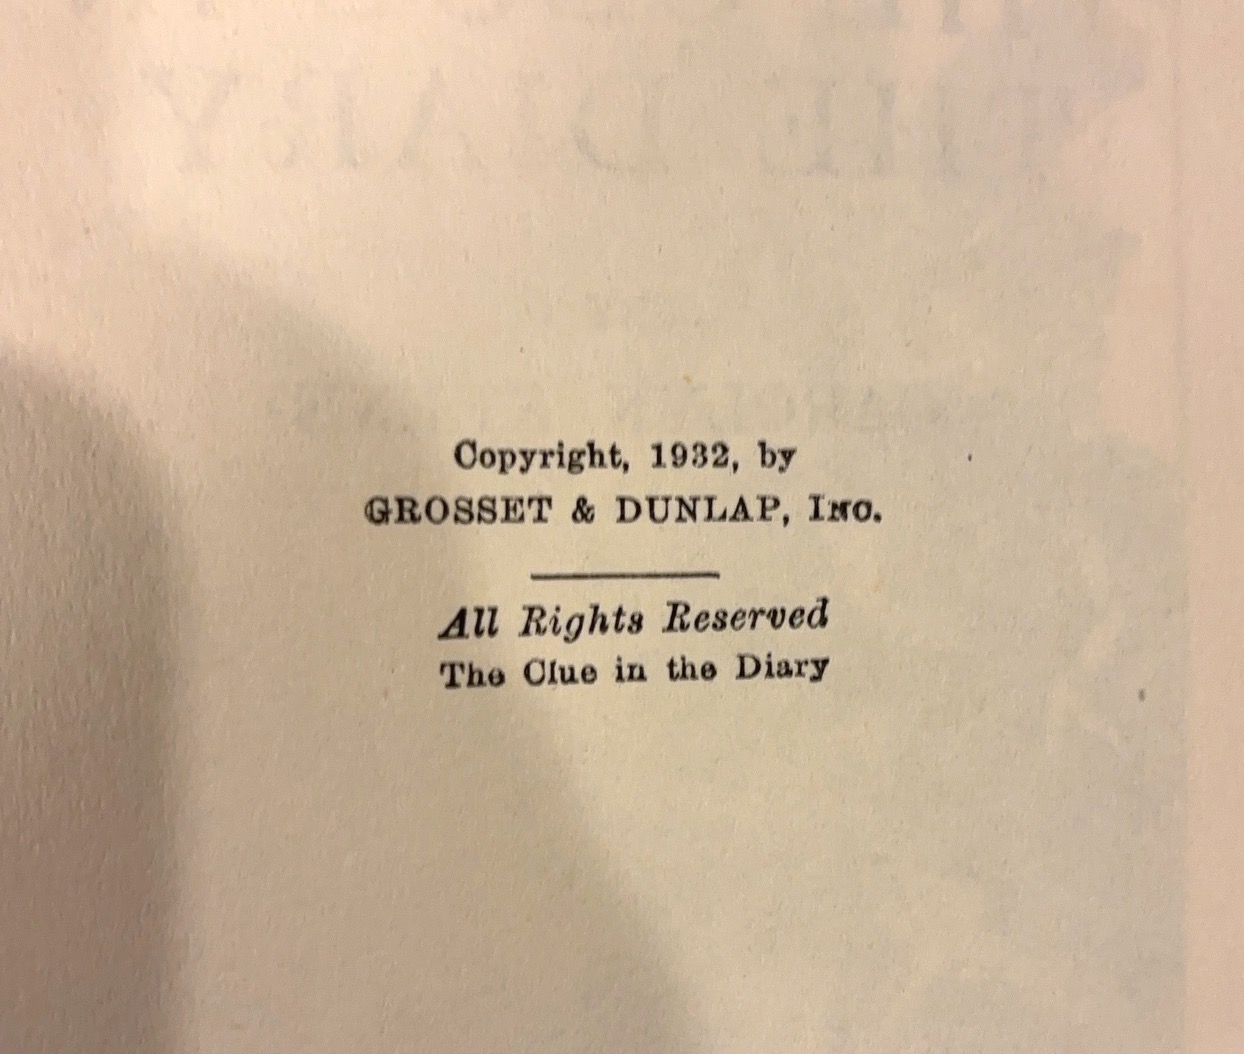 Copyright, 1932, by
GROSSET & DUNLAP, INC.
All Rights Reserved
The Clue in the Diary